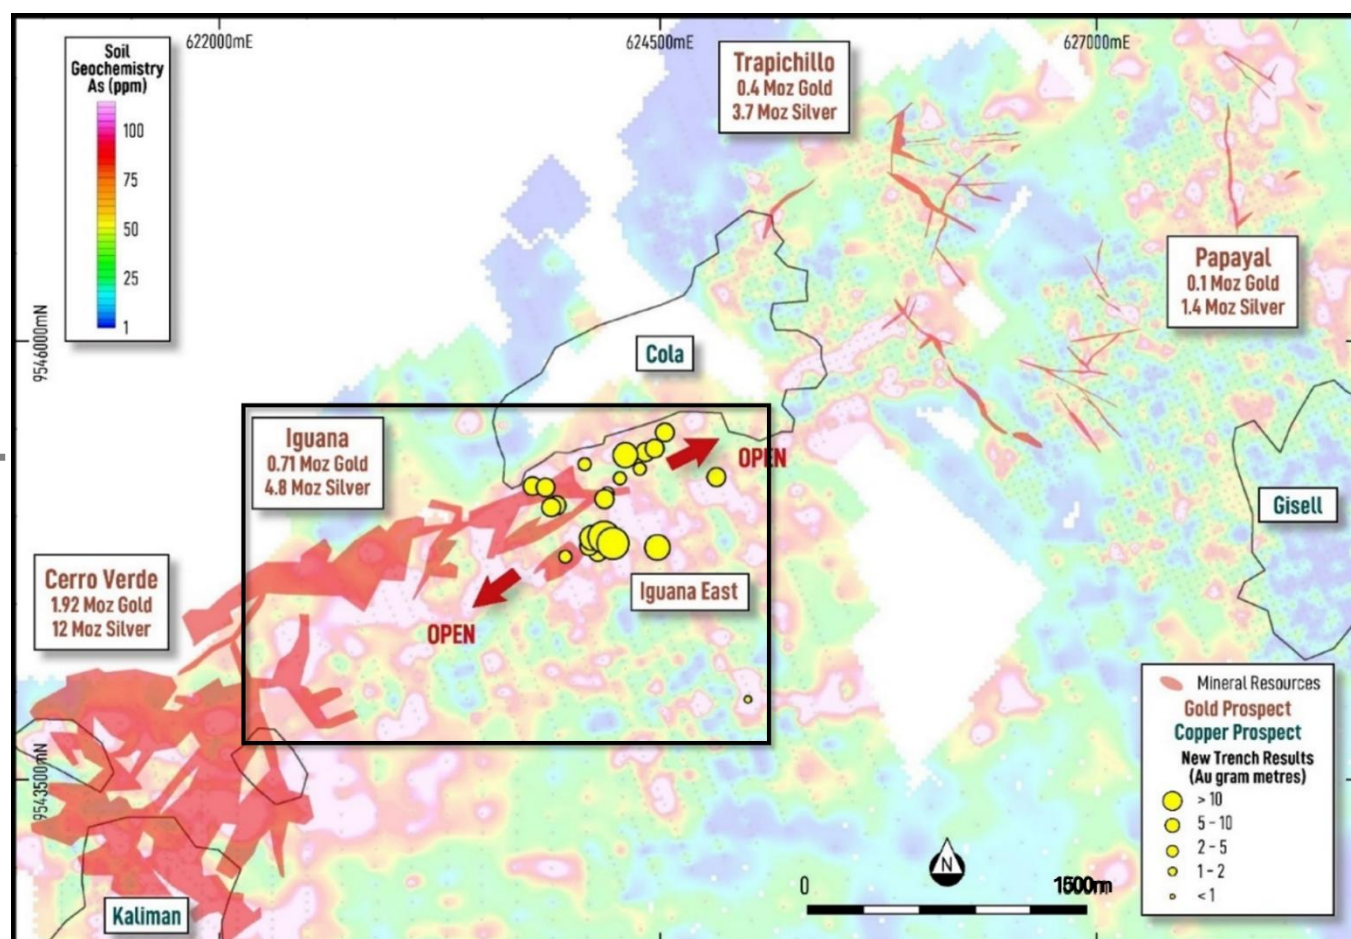 622000mE
624500mE
627000mE
Soil
Geochemistry
As (ppm)
100
75
50
25
1
Trapichillo
0.4 Moz Gold
3.7 Moz Silver
Papayal
0.1 Moz Gold
1.4 Moz Silver
9546000mN
Cola
Iguana
0.71 Moz Gold
4.8 Moz Silver
OPEN
Gisell
Cerro Verde
1.92 Moz Gold
12 Moz Silver
Iguana East
OPEN
9543500mN
Mineral Resources
Gold Prospect
Copper Prospect
New Trench Results
(Au gram metres)
> 10
5 - 10
2 - 5
1 - 2
< 1
N
0
1500m
Kaliman